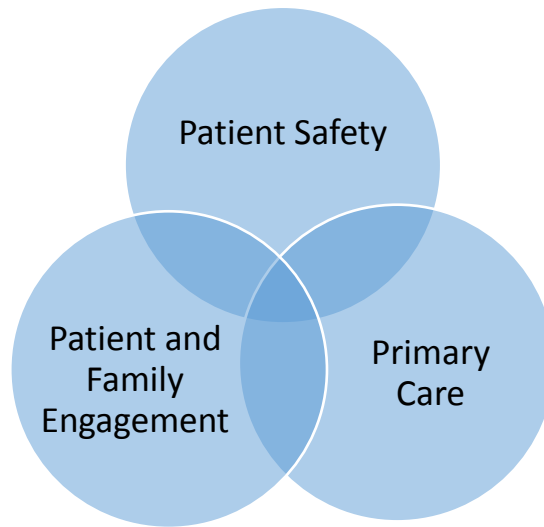 Patient Safety
Patient and
Family
Engagement
Primary
Care